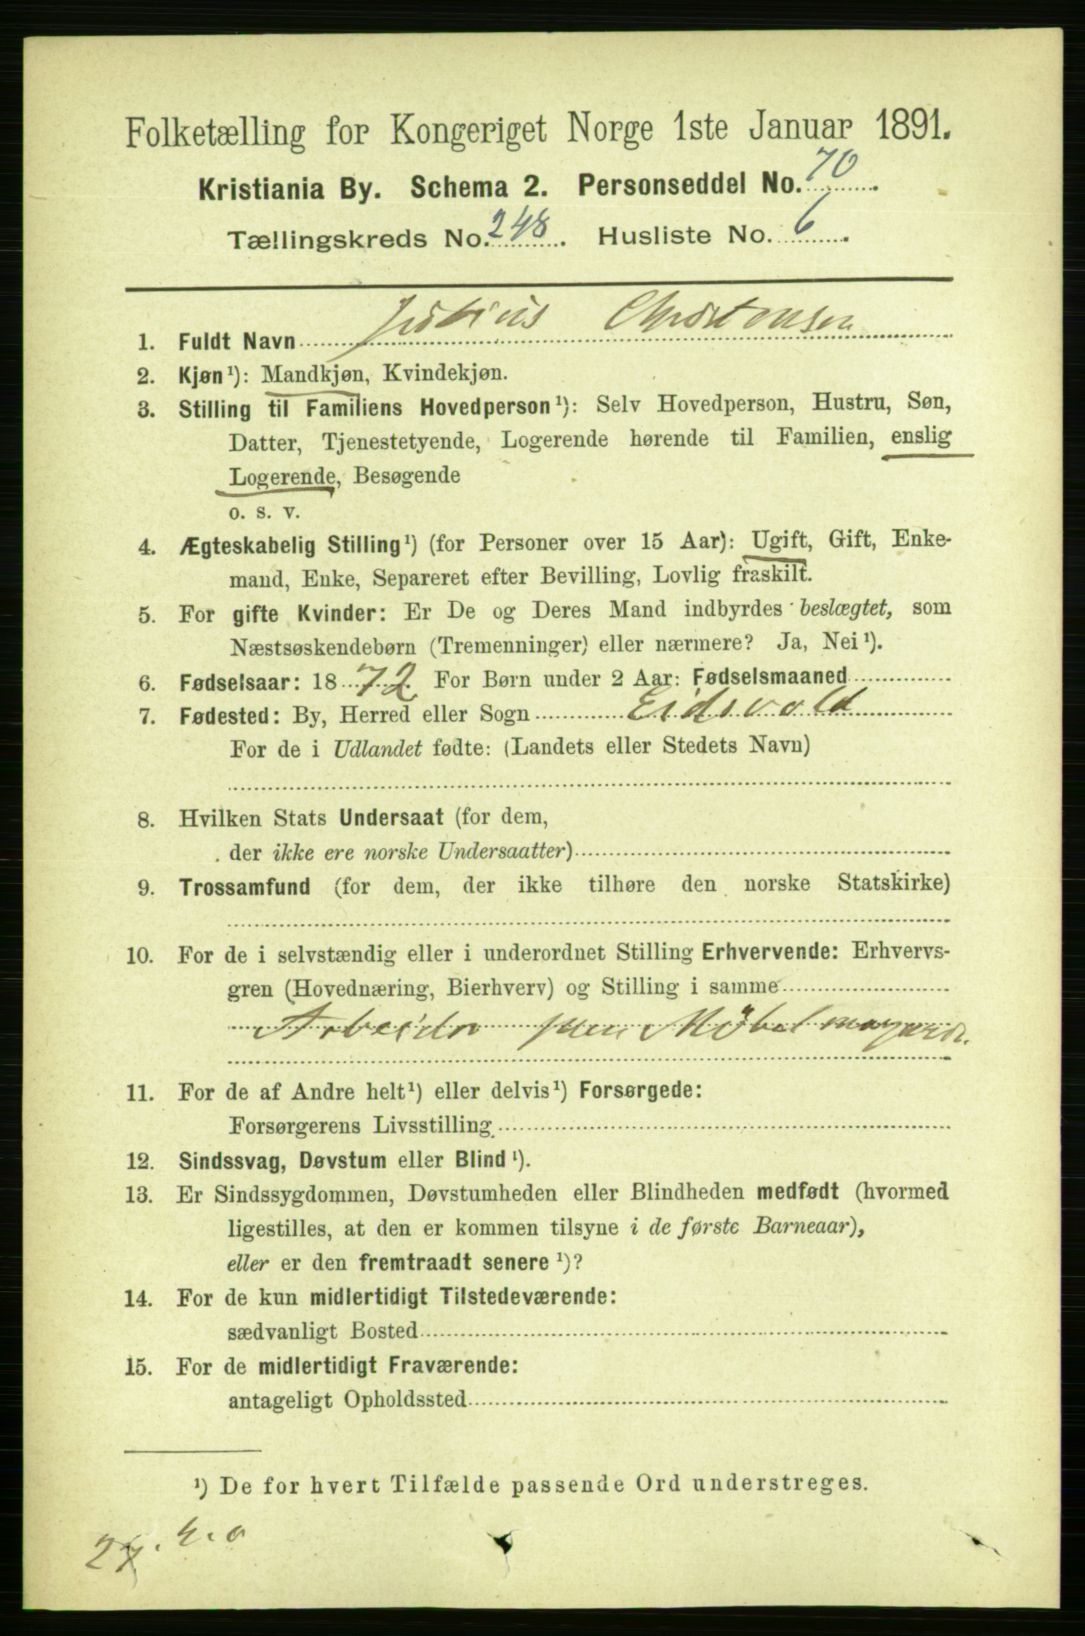 Folketælling for Kongeriget Norge 1ste Januar 1891.
Kristiania By. Schema 2. Personseddel No. 70.
Tællingskreds No. 248. Husliste No. 6.
1. Fuldt Navn Julius Christensen
2. Kjøn¹): Mandkjøn, Kvindekjøn.
3. Stilling til Familiens Hovedperson¹): Selv Hovedperson, Hustru, Søn,
Datter, Tjenestetyende, Logerende hørende til Familien, enslig
Logerende, Besøgende
o. s. v.
4. Ægteskabelig Stilling¹) (for Personer over 15 Aar): Ugift, Gift, Enke-
mand, Enke, Separeret efter Bevilling, Lovlig fraskilt.
5. For gifte Kvinder: Er De og Deres Mand indbyrdes beslægtet, som
Næstsøskendebørn (Tremenninger) eller nærmere? Ja, Nei¹).
6. Fødselsaar: 1872. For Børn under 2 Aar: Fødselsmaaned
7. Fødested: By, Herred eller Sogn Eidsvold
For de i Udlandet fødte: (Landets eller Stedets Navn)
8. Hvilken Stats Undersaat (for dem,
der ikke ere norske Undersaatter)
9. Trossamfund (for dem, der ikke tilhøre den norske Statskirke)
10. For de i selvstændig eller i underordnet Stilling Erhvervende: Erhvervs-
gren (Hovednæring, Bierhverv) og Stilling i samme
Arbeider
11. For de af Andre helt¹) eller delvis¹) Forsørgede:
Forsørgerens Livsstilling
12. Sindssvag, Døvstum eller Blind¹).
13. Er Sindssygdommen, Døvstumheden eller Blindheden medfødt (hvormed
ligestilles, at den er kommen tilsyne i de første Barneaar),
eller er den fremtraadt senere¹)?
14. For de kun midlertidigt Tilstedeværende:
sædvanligt Bosted
15. For de midlertidigt Fraværende:
antageligt Opholdssted
¹) De for hvert Tilfælde passende Ord understreges.